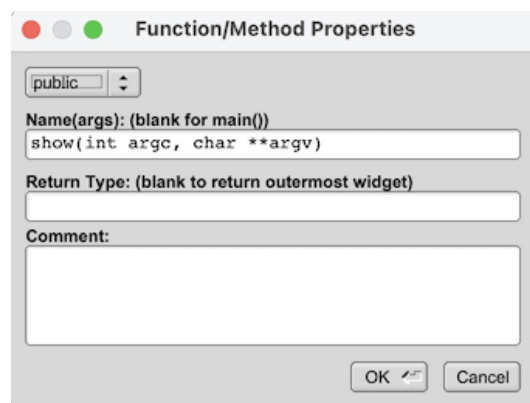 Function/Method Properties
public
Name(args): (blank for main())
show(int argc, char **argv)
Return Type: (blank to return outermost widget)
Comment:
OK Cancel